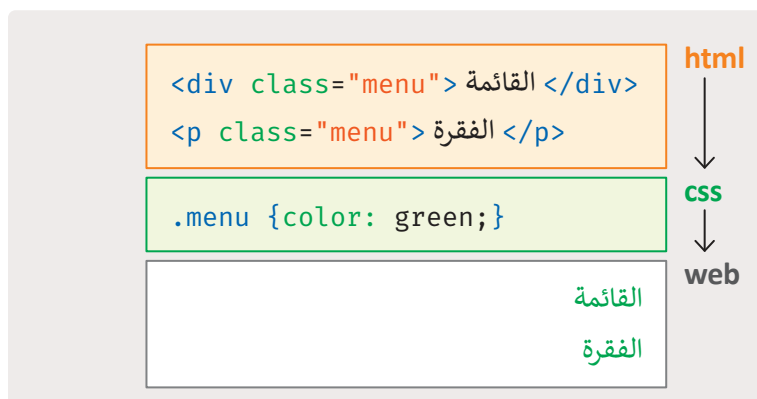 html
<div class="menu"> القائمة </div>
<p class="menu"> الفقرة </p>
css
.menu {color: green;}
web
القائمة
الفقرة